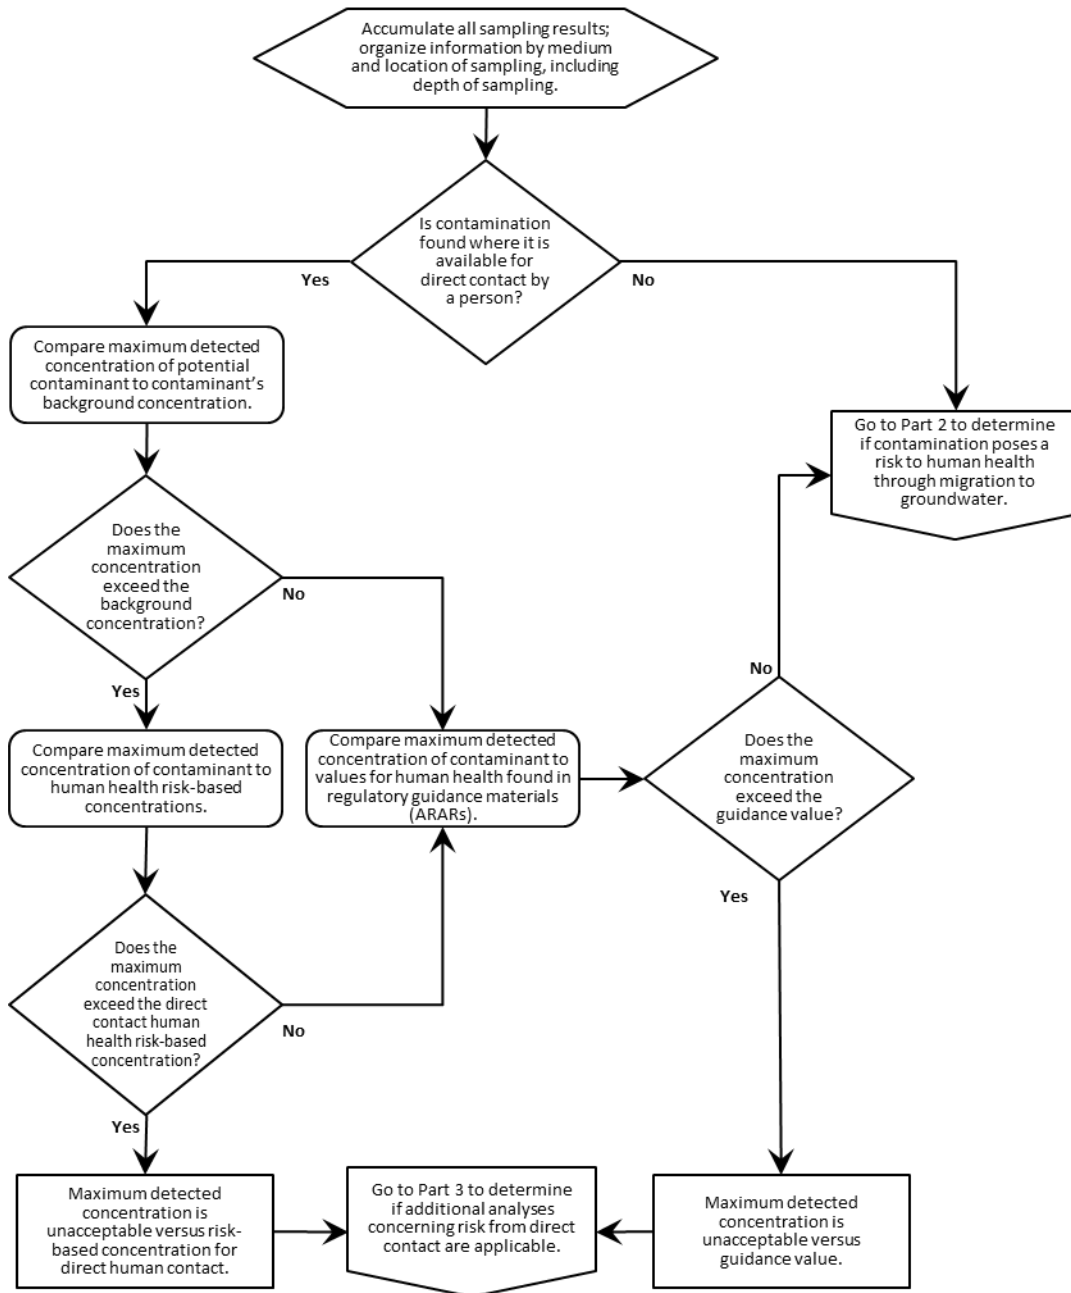 Accumulate all sampling results;
organize information by medium
and location of sampling, including
depth of sampling.
Is contamination
found where it is
available for
direct contact by
a person?
Yes
No
Compare maximum detected
concentration of potential
contaminant to contaminant’s
background concentration.
Go to Part 2 to determine
if contamination poses a
risk to human health
through migration to
groundwater.
Does the
maximum
concentration
exceed the
background
concentration?
No
Yes
Compare maximum detected
concentration of contaminant to
human health risk-based
concentrations.
Compare maximum detected
concentration of contaminant to
values for human health found in
regulatory guidance materials
(ARARs).
No
Does the
maximum
concentration
exceed the
guidance value?
Yes
Does the
maximum
concentration
exceed the direct
contact human
health risk-based
concentration?
No
Yes
Maximum detected
concentration is
unacceptable versus risk-
based concentration for
direct human contact.
Go to Part 3 to determine
if additional analyses
concerning risk from direct
contact are applicable.
Maximum detected
concentration is
unacceptable versus
guidance value.